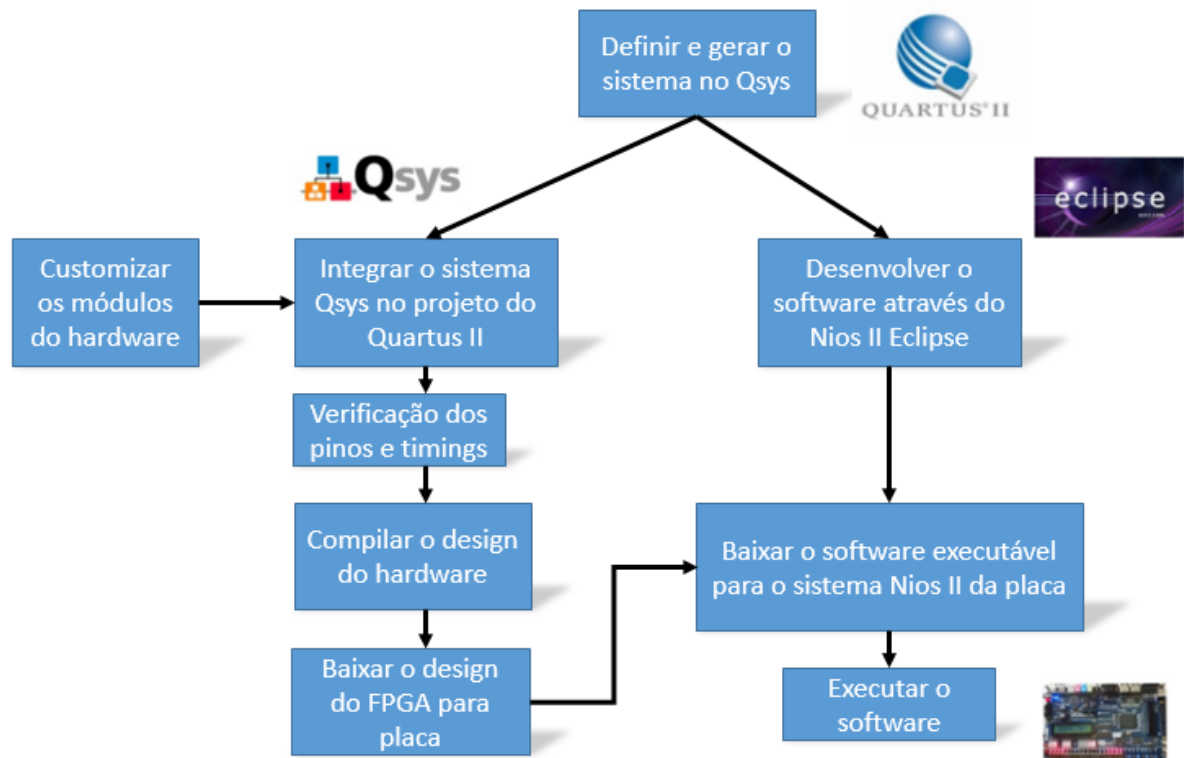 Definir e gerar o
sistema no Qsys
QUARTUS®II
Qsys
eclipse
Customizar
os módulos
do hardware
Integrar o sistema
Qsys no projeto do
Quartus II
Desenvolver o
software através do
Nios II Eclipse
Verificação dos
pinos e timings
Compilar o design
do hardware
Baixar o software executável
para o sistema Nios II da placa
Baixar o design
do FPGA para
placa
Executar o
software